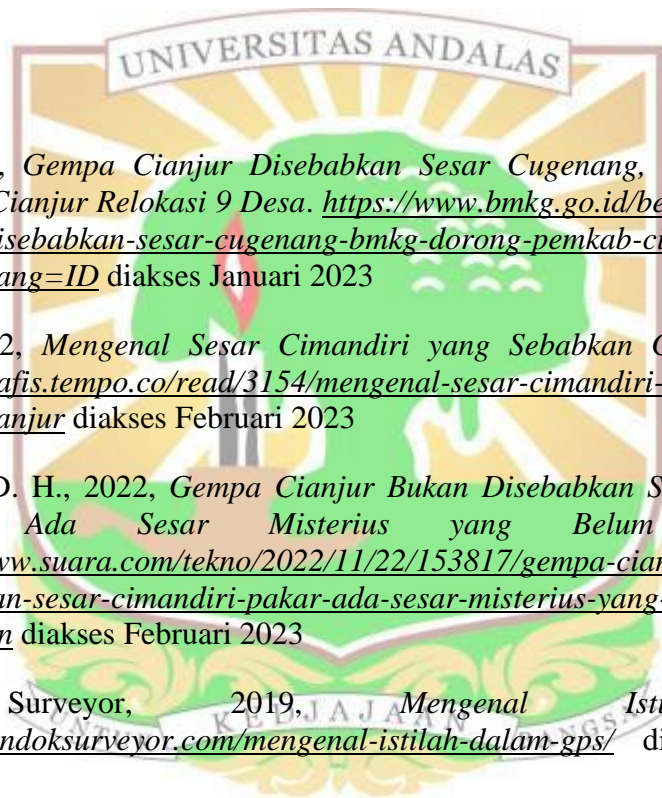 UNIVERSITAS ANDALAS
, Gempa Cianjur Disebabkan Sesar Cugenang,
Cianjur Relokasi 9 Desa. https://www.bmkg.go.id/be
isebabkan-sesar-cugenang-bmkg-dorong-pemkab-ci
ang=ID diakses Januari 2023
2, Mengenal Sesar Cimandiri yang Sebabkan G
afis.tempo.co/read/3154/mengenal-sesar-cimandiri-
anjur diakses Februari 2023
D. H., 2022, Gempa Cianjur Bukan Disebabkan S
Ada Sesar Misterius yang Belum
ww.suara.com/tekno/2022/11/22/153817/gempa-cian
an-sesar-cimandiri-pakar-ada-sesar-misterius-yang-
n diakses Februari 2023
Surveyor, 2019, Mengenal Isti
UNTUK KEDJAJAAN BANGSA
ndoksurveyor.com/mengenal-istilah-dalam-gps/ di